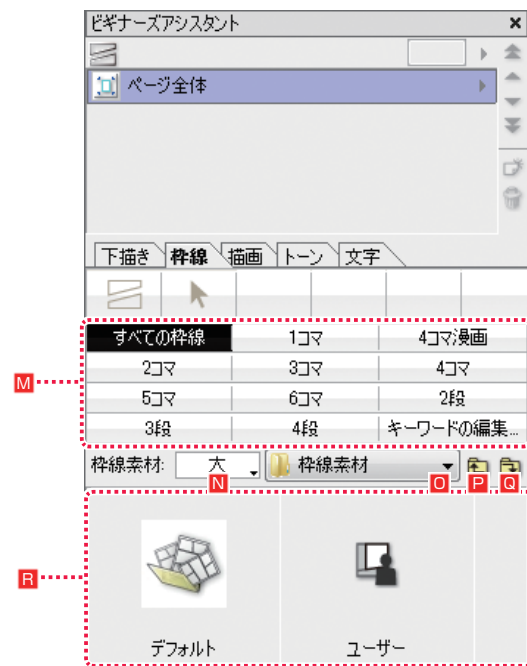 ビギナーズアシスタント
ページ全体
下描き 枠線 描画 トーン 文字
すべての枠線 1コマ 4コマ漫画
2コマ 3コマ 4コマ
5コマ 6コマ 2段
3段 4段 キーワードの編集...
M
枠線素材: 大 枠線素材
N O P Q
R
デフォルト ユーザー